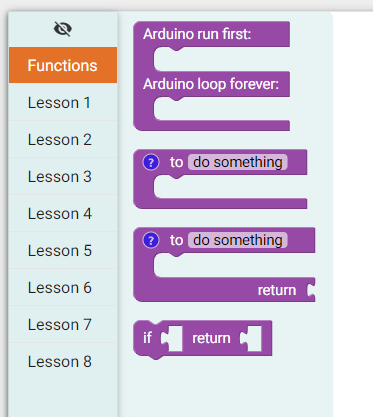 Functions
Lesson 1
Lesson 2
Lesson 3
Lesson 4
Lesson 5
Lesson 6
Lesson 7
Lesson 8
Arduino run first:
Arduino loop forever:
? to do something
? to do something
return
if return